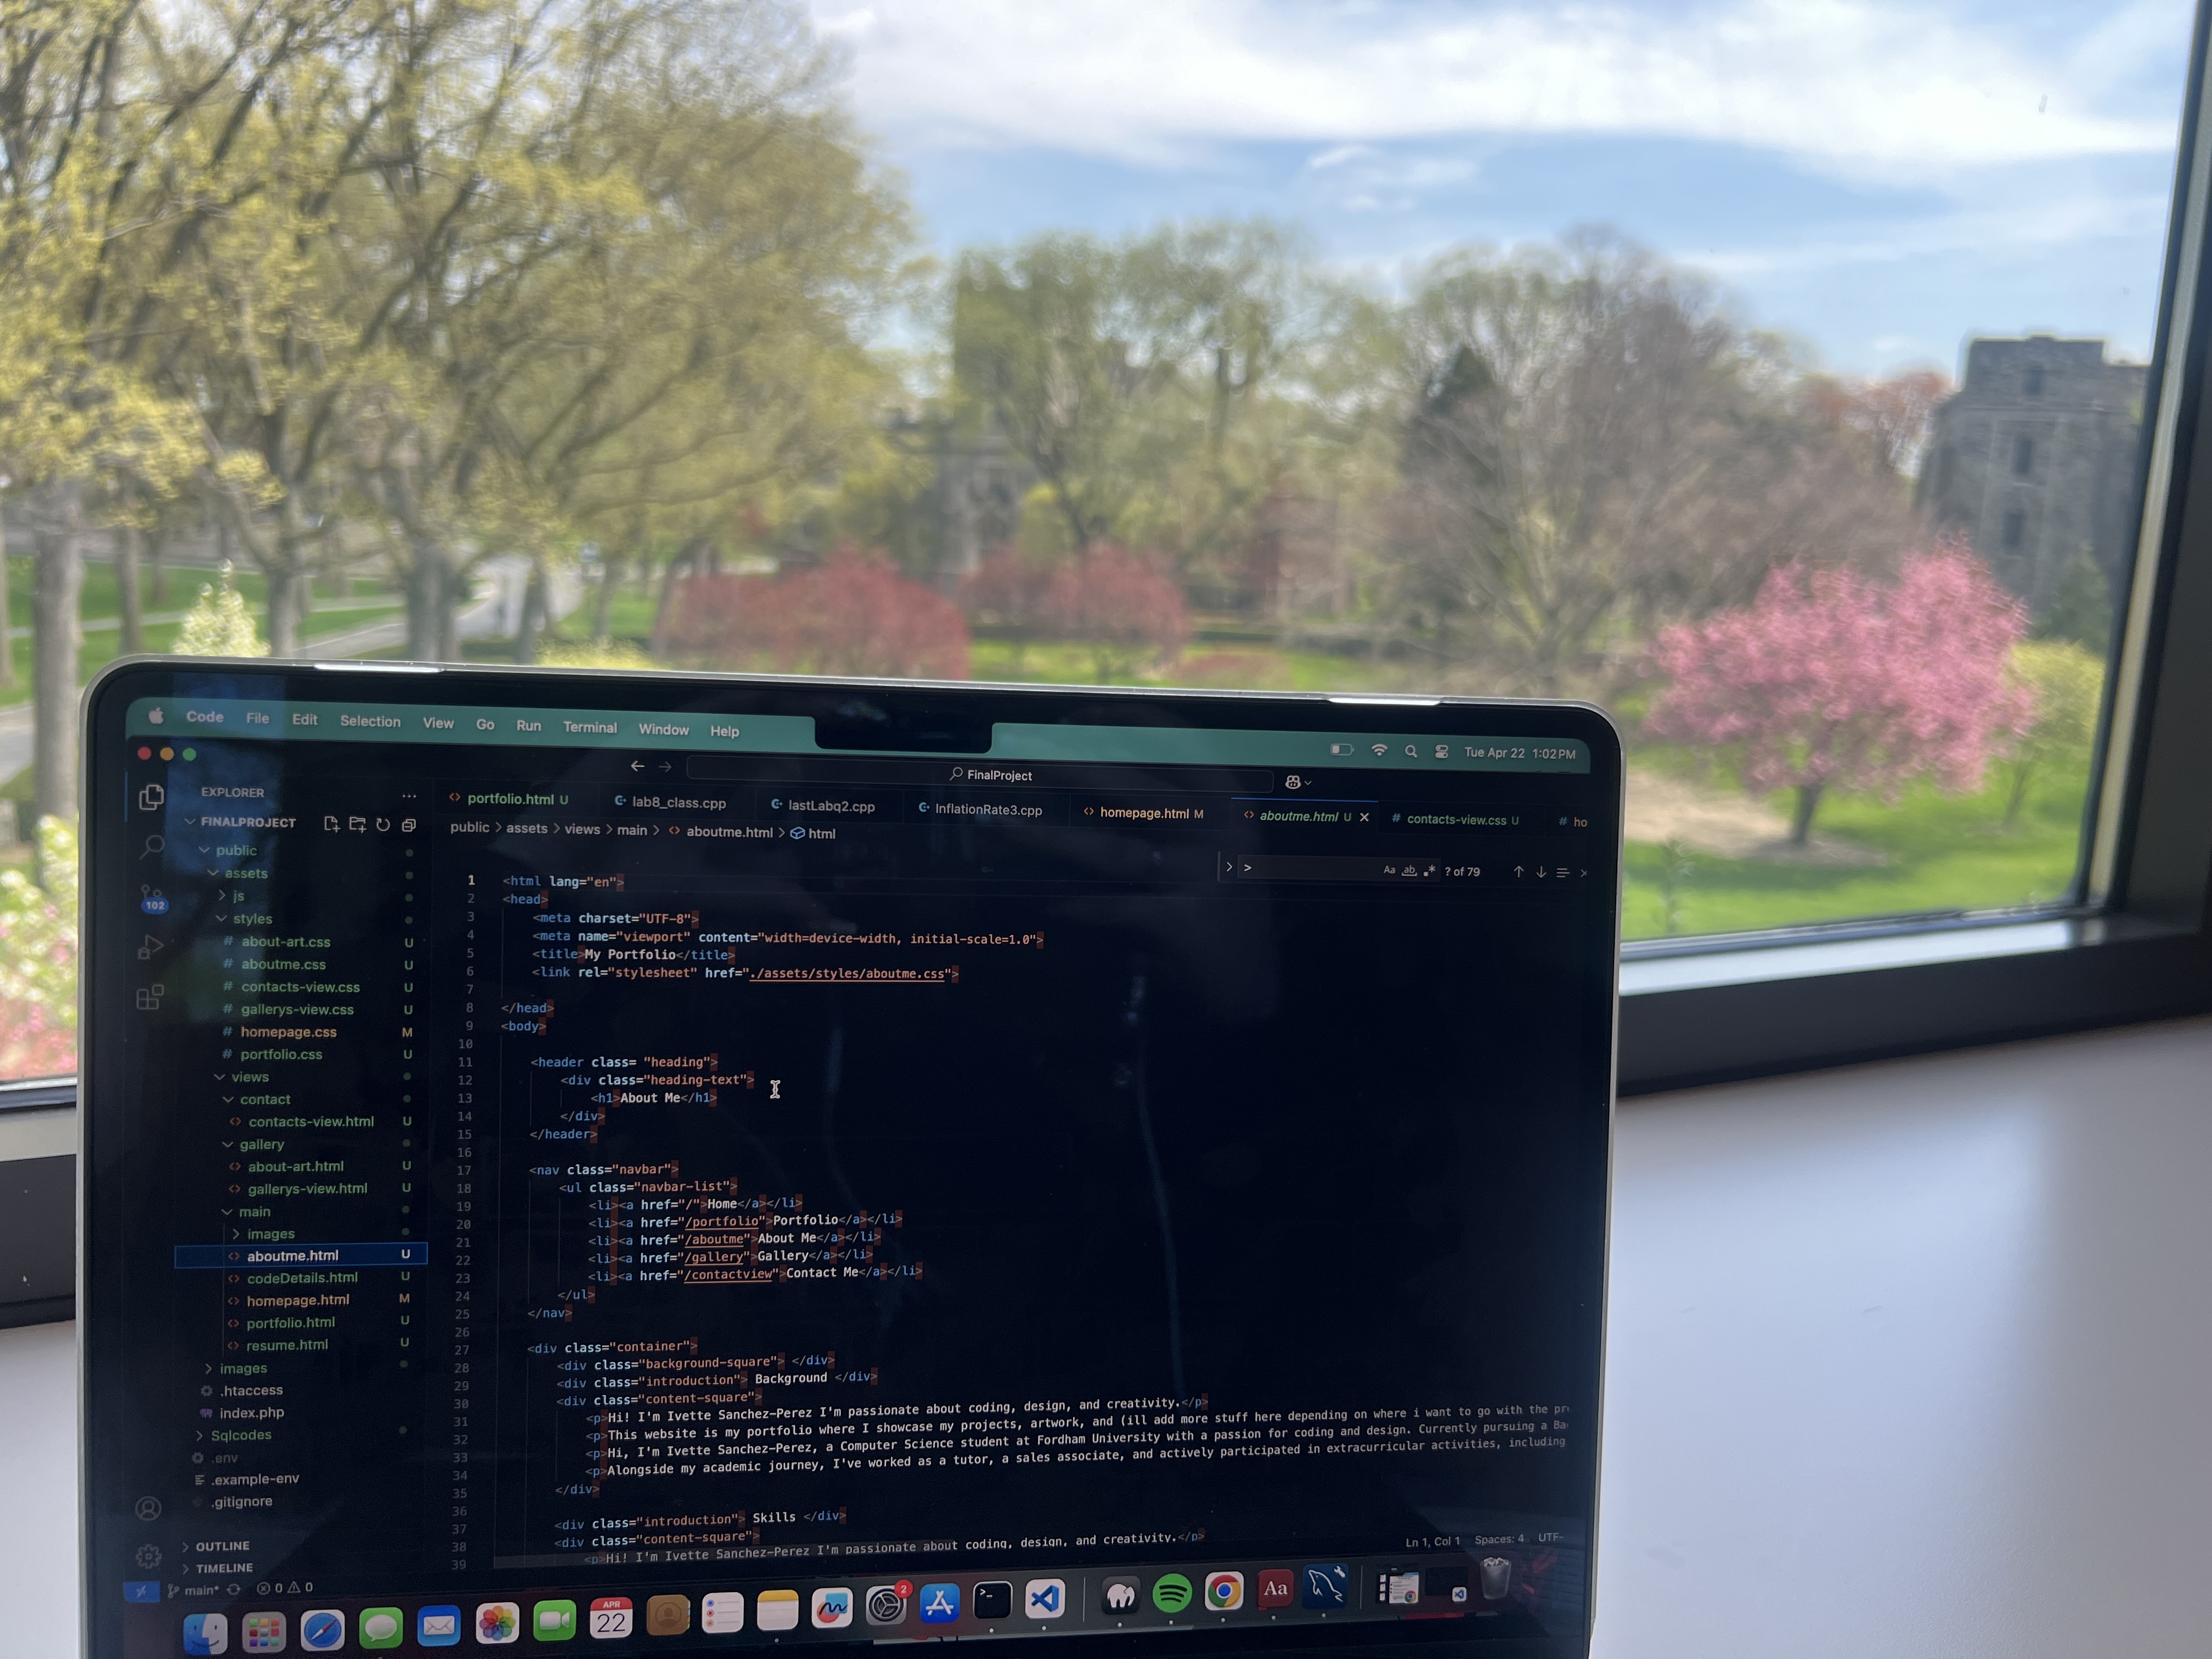 Code File Edit Selection View Go Run Terminal Window Help
Tue Apr 22 1:02PM
FinalProject
EXPLORER
FINALPROJECT
public
assets
js
styles
# about-art.css U
# aboutme.css U
# contacts-view.css U
# gallerys-view.css U
# homepage.css M
# portfolio.css U
views
contact
<> contacts-view.html U
gallery
<> about-art.html U
<> gallerys-view.html U
main
images
<> aboutme.html U
<> codeDetails.html U
<> homepage.html M
<> portfolio.html U
<> resume.html U
images
.htaccess
index.php
Sqlcodes
.env
.example-env
.gitignore
OUTLINE
TIMELINE
102
<> portfolio.html U
lab8_class.cpp
lastLabq2.cpp
InflationRate3.cpp
<> homepage.html M
<> aboutme.html U
# contacts-view.css U
# ho
public > assets > views > main > <> aboutme.html > html
> Aa ab .* ? of 79
1 <html lang="en">
2 <head>
3 <meta charset="UTF-8">
4 <meta name="viewport" content="width=device-width, initial-scale=1.0">
5 <title>My Portfolio</title>
6 <link rel="stylesheet" href="./assets/styles/aboutme.css">
7
8 </head>
9 <body>
10
11 <header class= "heading">
12 <div class="heading-text">
13 <h1>About Me</h1>
14 </div>
15 </header>
16
17 <nav class="navbar">
18 <ul class="navbar-list">
19 <li><a href="/">Home</a></li>
20 <li><a href="/portfolio">Portfolio</a></li>
21 <li><a href="/aboutme">About Me</a></li>
22 <li><a href="/gallery">Gallery</a></li>
23 <li><a href="/contactview">Contact Me</a></li>
24 </ul>
25 </nav>
26
27 <div class="container">
28 <div class="background-square"> </div>
29 <div class="introduction"> Background </div>
30 <div class="content-square">
31 <p>Hi! I'm Ivette Sanchez-Perez I'm passionate about coding, design, and creativity.</p>
32 <p>This website is my portfolio where I showcase my projects, artwork, and (ill add more stuff here depending on where i want to go with the pr
33 <p>Hi, I'm Ivette Sanchez-Perez, a Computer Science student at Fordham University with a passion for coding and design. Currently pursuing a Ba
34 <p>Alongside my academic journey, I've worked as a tutor, a sales associate, and actively participated in extracurricular activities, including
35 </div>
36
37 <div class="introduction"> Skills </div>
38 <div class="content-square">
39 <p>Hi! I'm Ivette Sanchez-Perez I'm passionate about coding, design, and creativity.</p>
main* 0 0
Ln 1, Col 1 Spaces: 4 UTF-
APR
22
2
Aa